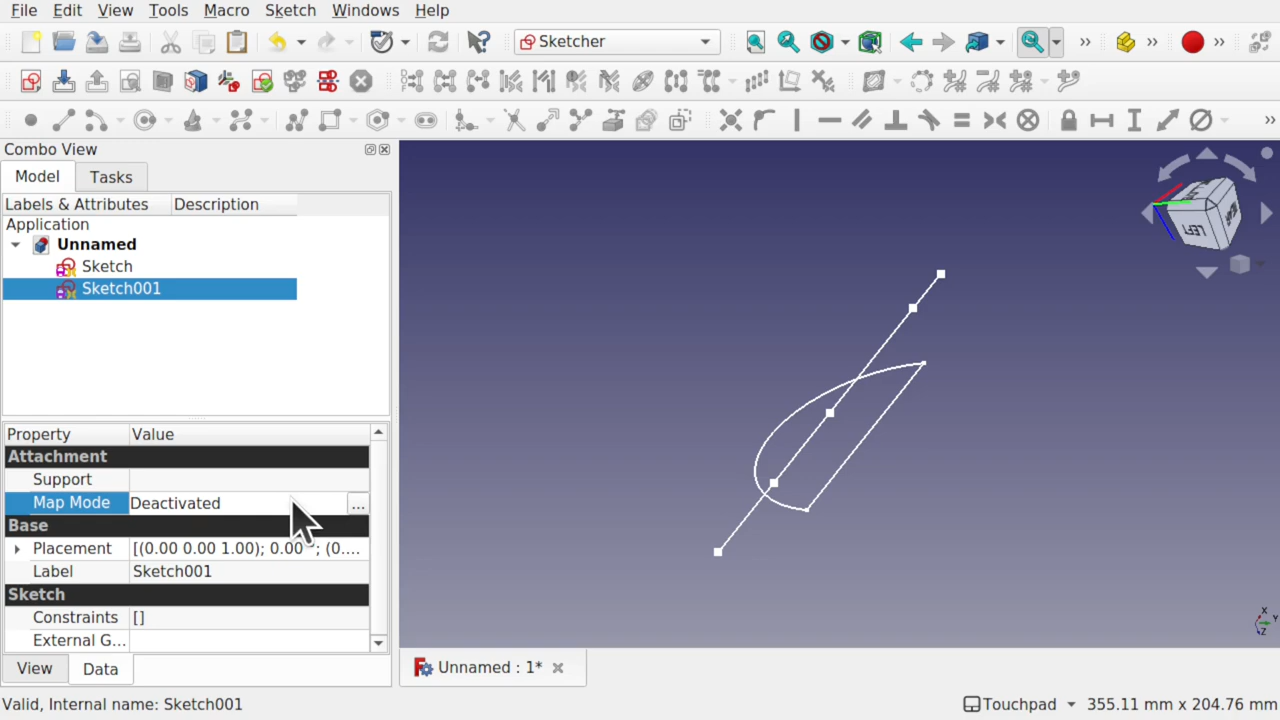 File Edit View Tools Macro Sketch Windows Help
Sketcher
Combo View
Model Tasks
Labels & Attributes Description
Application
Unnamed
Sketch
Sketch001
Property Value
Attachment
Support
Map Mode Deactivated ...
Base
Placement [(0.00 0.00 1.00); 0.00 °; (0....
Label Sketch001
Sketch
Constraints []
External G...
View Data
LEFT
X
Y
Z
Unnamed : 1*
Valid, Internal name: Sketch001
Touchpad 355.11 mm x 204.76 mm